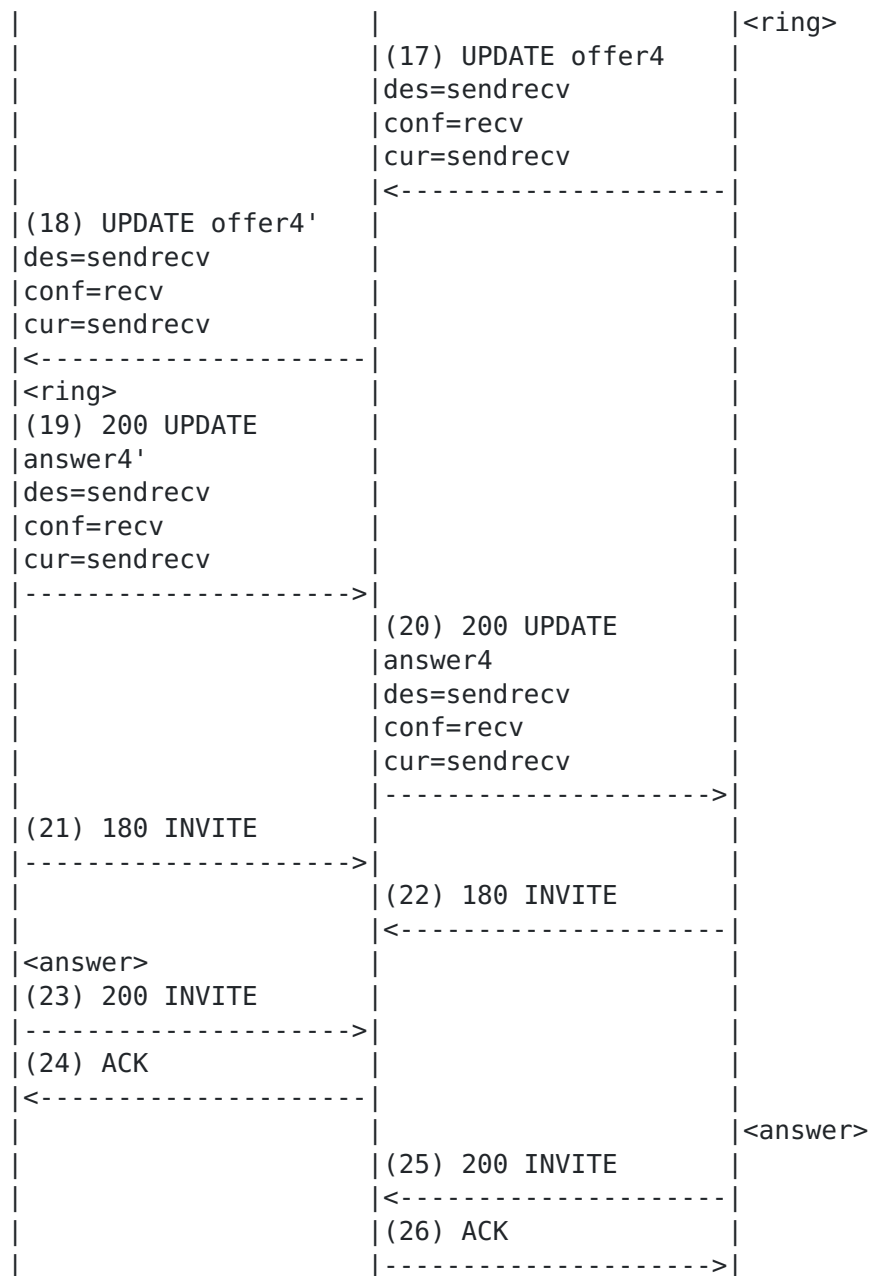 |                      |                      |<ring>
|                      |(17) UPDATE offer4    |
|                      |des=sendrecv          |
|                      |conf=recv             |
|                      |cur=sendrecv          |
|                      |<---------------------|
|(18) UPDATE offer4'   |                      |
|des=sendrecv          |                      |
|conf=recv             |                      |
|cur=sendrecv          |                      |
|<---------------------|                      |
|<ring>                |                      |
|(19) 200 UPDATE       |                      |
|answer4'              |                      |
|des=sendrecv          |                      |
|conf=recv             |                      |
|cur=sendrecv          |                      |
|--------------------->|                      |
|                      |(20) 200 UPDATE       |
|                      |answer4               |
|                      |des=sendrecv          |
|                      |conf=recv             |
|                      |cur=sendrecv          |
|                      |--------------------->|
|(21) 180 INVITE       |                      |
|--------------------->|                      |
|                      |(22) 180 INVITE       |
|                      |<---------------------|
|<answer>              |                      |
|(23) 200 INVITE       |                      |
|--------------------->|                      |
|(24) ACK              |                      |
|<---------------------|                      |
|                      |                      |<answer>
|                      |(25) 200 INVITE       |
|                      |<---------------------|
|                      |(26) ACK              |
|                      |--------------------->|